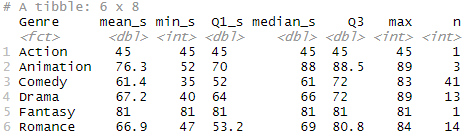 # A tibble: 6 x 8
Genre mean_s min_s Q1_s median_s Q3 max n
<fct> <dbl> <int> <dbl> <dbl> <dbl> <int> <int>
1 Action 45 45 45 45 45 45 1
2 Animation 76.3 52 70 88 88.5 89 3
3 Comedy 61.4 35 52 61 72 83 41
4 Drama 67.2 40 64 66 72 89 13
5 Fantasy 81 81 81 81 81 81 1
6 Romance 66.9 47 53.2 69 80.8 84 14